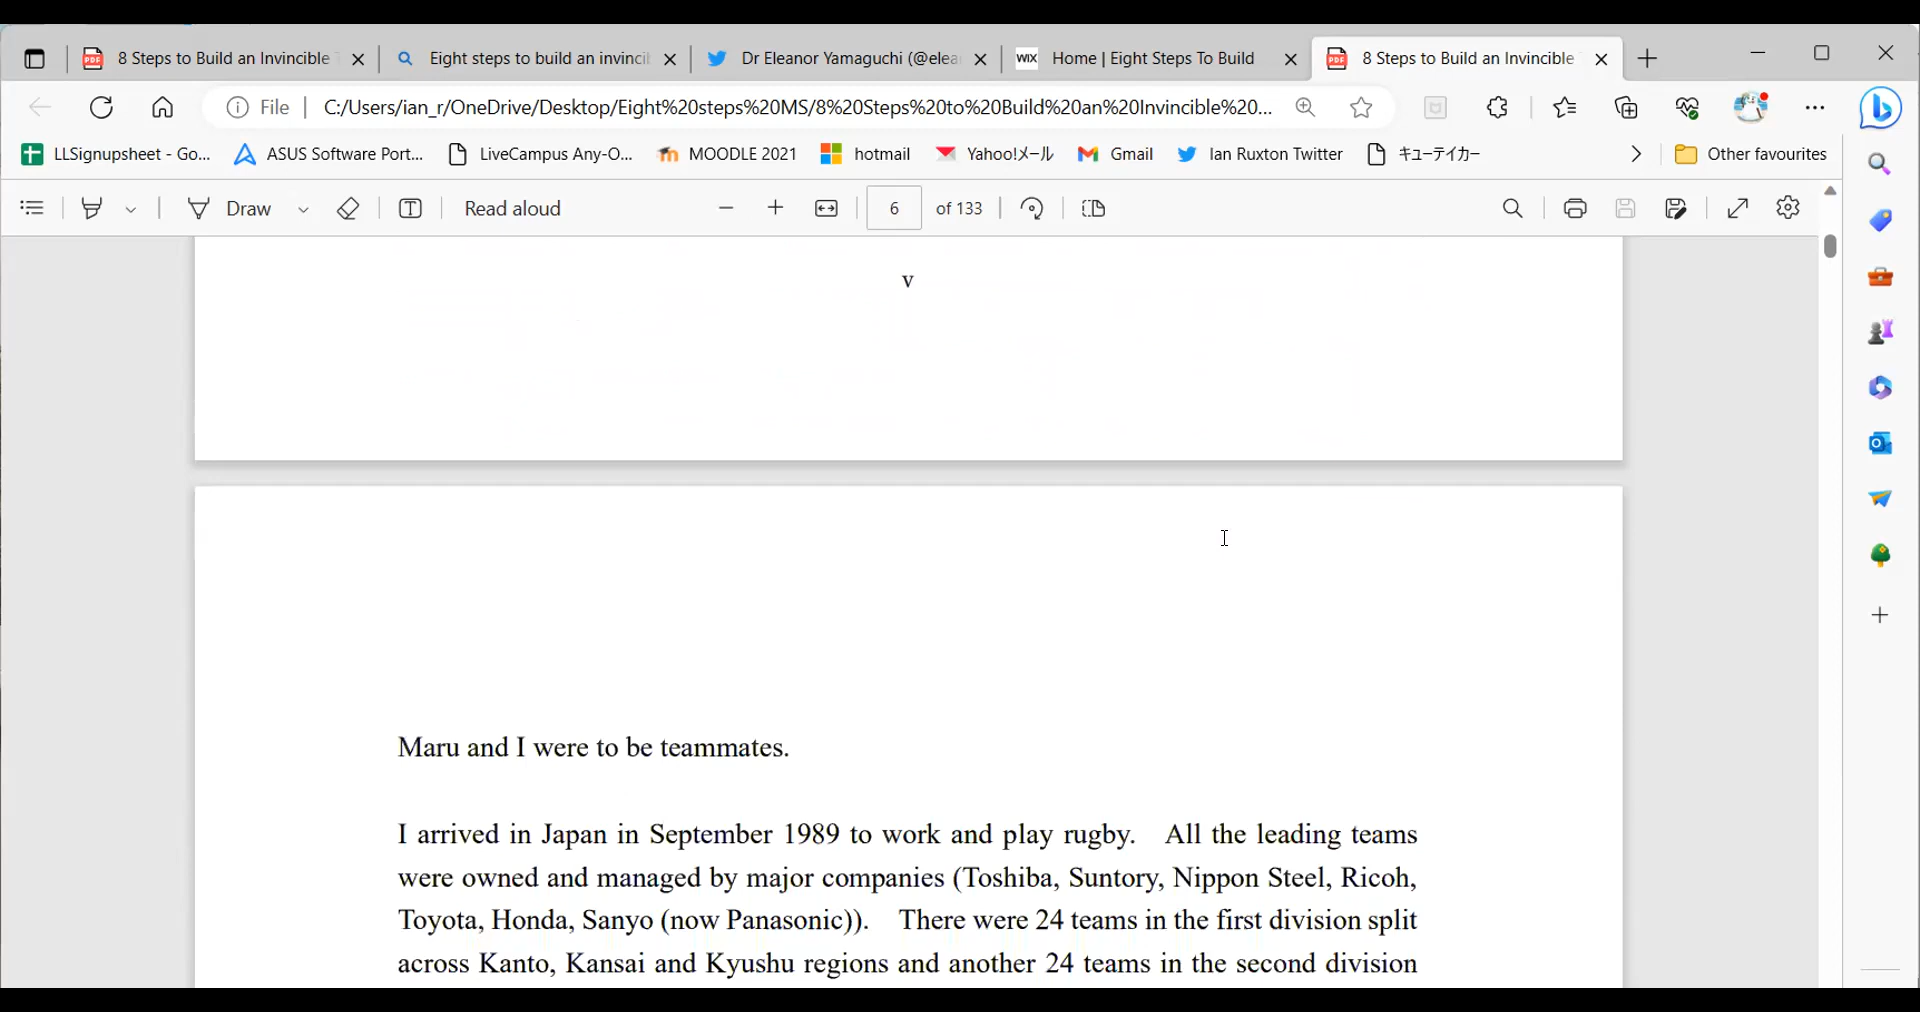 8 Steps to Build an Invincible
Eight steps to build an invinci
Dr Eleanor Yamaguchi (@elea
WIX Home | Eight Steps To Build
8 Steps to Build an Invincible
File C:/Users/ian_r/OneDrive/Desktop/Eight%20steps%20MS/8%20Steps%20to%20Build%20an%20Invincible%20...
LLSignupsheet - Go... ASUS Software Port... LiveCampus Any-O... MOODLE 2021 hotmail Yahoo!メール Gmail Ian Ruxton Twitter キューテイカー Other favourites
Draw Read aloud 6 of 133
v
Maru and I were to be teammates.
I arrived in Japan in September 1989 to work and play rugby. All the leading teams
were owned and managed by major companies (Toshiba, Suntory, Nippon Steel, Ricoh,
Toyota, Honda, Sanyo (now Panasonic)). There were 24 teams in the first division split
across Kanto, Kansai and Kyushu regions and another 24 teams in the second division